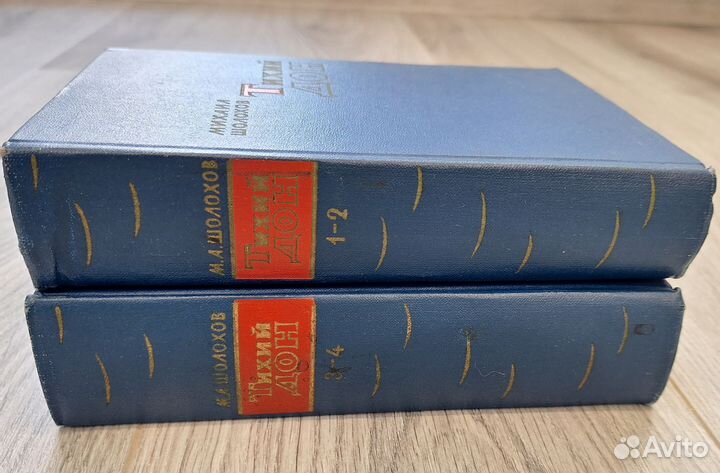 МИХАИЛ
ШОЛОХОВ
ТИХИЙ
ДОН
М.А.ШОЛОХОВ
ТИХИЙ
ДОН
1-2
М.А.ШОЛОХОВ
ТИХИЙ
ДОН
3-4
Avito